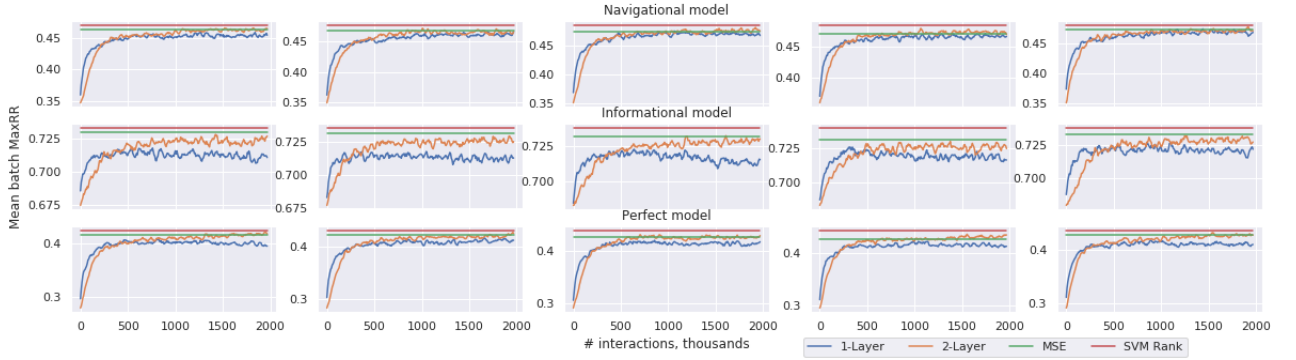 Navigational model
0.45 0.45 0.45 0.45 0.45
0.40 0.40 0.40 0.40 0.40
0.35 0.35 0.35 0.35
Informational model
0.725 0.725 0.725 0.725 0.725
0.700 0.700 0.700 0.700 0.700
0.675 0.675
Perfect model
0.4 0.4 0.4 0.4 0.4
0.3 0.3 0.3 0.3 0.3
0 500 1000 1500 2000 0 500 1000 1500 2000 0 500 1000 1500 2000 0 500 1000 1500 2000 0 500 1000 1500 2000
Mean batch MaxRR
# interactions, thousands
1-Layer 2-Layer MSE SVM Rank